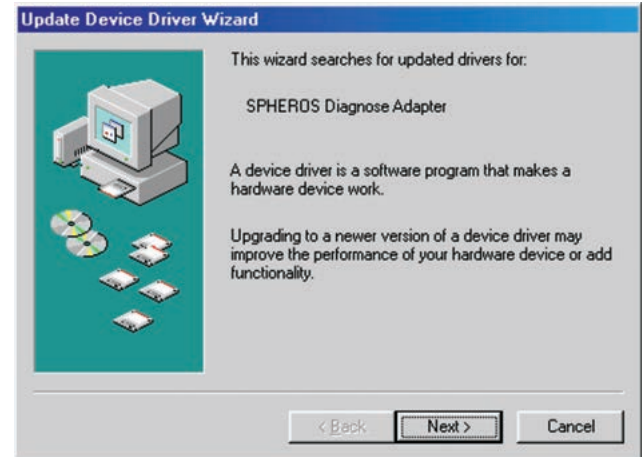 Update Device Driver Wizard
This wizard searches for updated drivers for:
SPHEROS Diagnose Adapter
A device driver is a software program that makes a
hardware device work.
Upgrading to a newer version of a device driver may
improve the performance of your hardware device or add
functionality.
< Back Next > Cancel